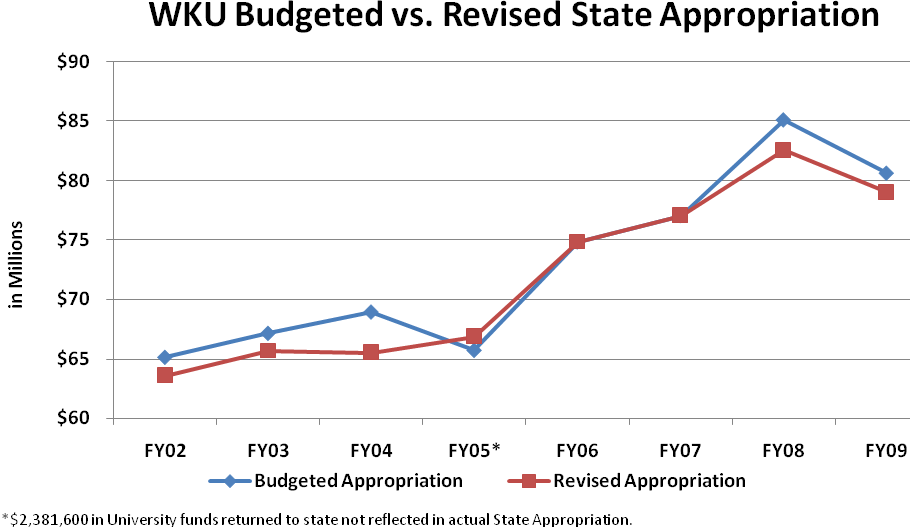 WKU Budgeted vs. Revised State Appropriation
$90
$85
$80
$75
$70
$65
$60
in Millions
FY02 FY03 FY04 FY05* FY06 FY07 FY08 FY09
Budgeted Appropriation Revised Appropriation
*$2,381,600 in University funds returned to state not reflected in actual State Appropriation.